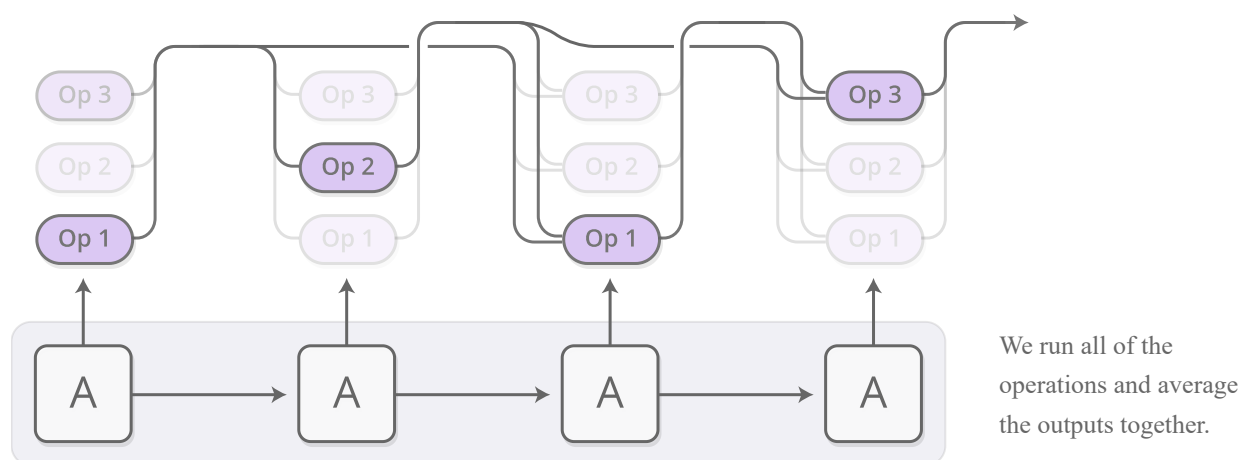 Op 3 Op 3 Op 3 Op 3
Op 2 Op 2 Op 2 Op 2
Op 1 Op 1 Op 1 Op 1
A A A A
We run all of the
operations and average
the outputs together.